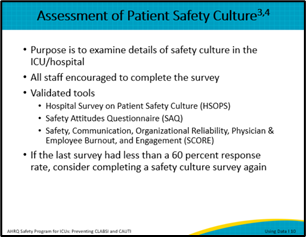 Assessment of Patient Safety Culture3,4
• Purpose is to examine details of safety culture in the
ICU/hospital
• All staff encouraged to complete the survey
• Validated tools
• Hospital Survey on Patient Safety Culture (HSOPS)
• Safety Attitudes Questionnaire (SAQ)
• Safety, Communication, Organizational Reliability, Physician &
Employee Burnout, and Engagement (SCORE)
• If the last survey had less than a 60 percent response
rate, consider completing a safety culture survey again
AHRQ Safety Program for ICUs: Preventing CLABSI and CAUTI
Using Data |